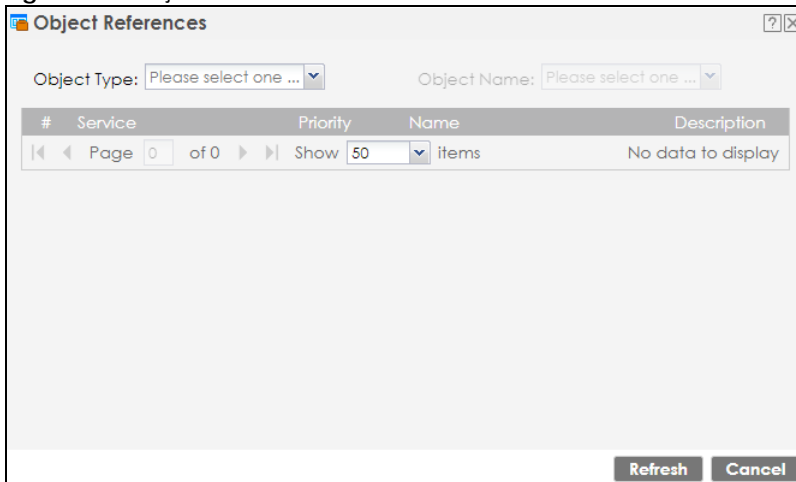 Object References
Object Type: Please select one ... Object Name: Please select one ...
# Service Priority Name Description
Page 0 of 0 Show 50 items No data to display
Refresh Cancel